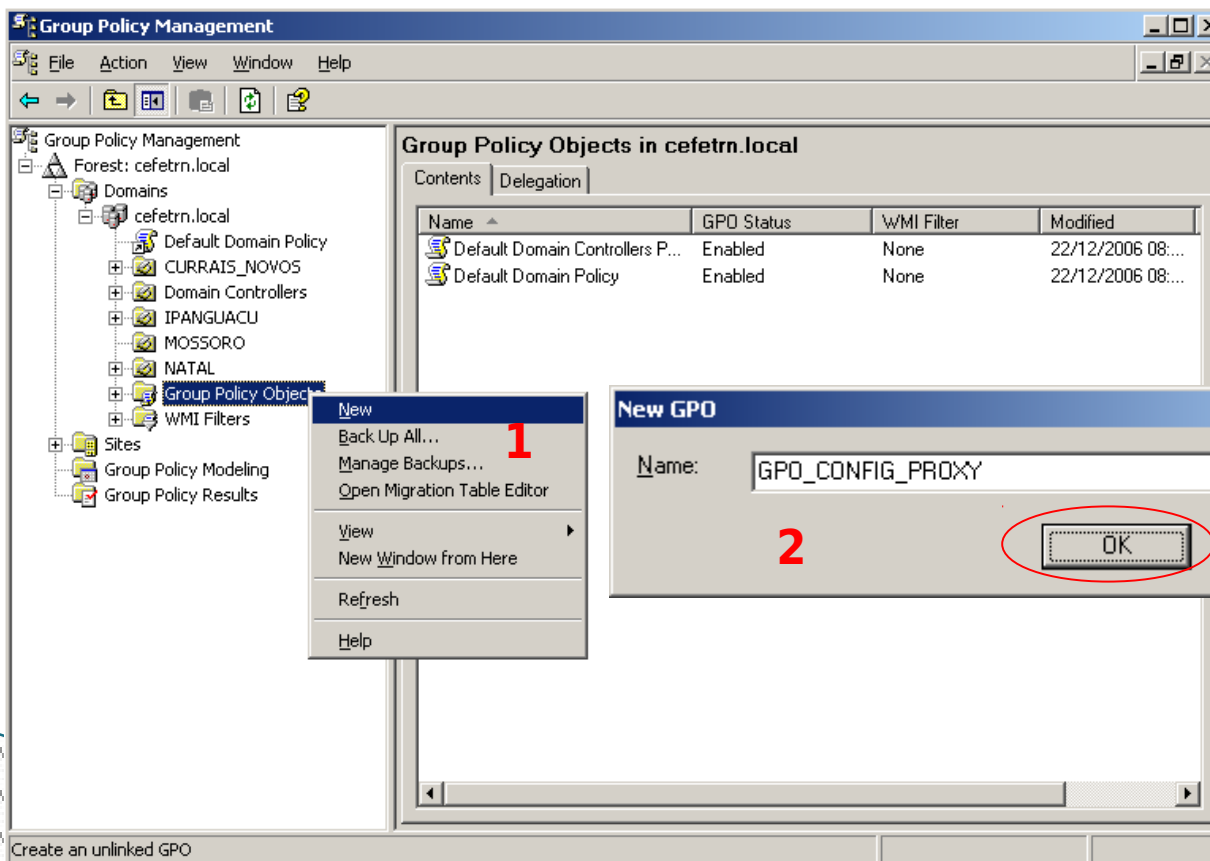 Group Policy Management
File Action View Window Help
Group Policy Management
Forest: cefetrn.local
Domains
cefetrn.local
Default Domain Policy
CURRAIS_NOVOS
Domain Controllers
IPANGUACU
MOSSORO
NATAL
Group Policy Objects
WMI Filters
Sites
Group Policy Modeling
Group Policy Results
Group Policy Objects in cefetrn.local
Contents Delegation
Name GPO Status WMI Filter Modified
Default Domain Controllers P... Enabled None 22/12/2006 08:...
Default Domain Policy Enabled None 22/12/2006 08:...
New
Back Up All...
Manage Backups...
Open Migration Table Editor
View
New Window from Here
Refresh
Help
1
New GPO
Name: GPO_CONFIG_PROXY
2
OK
Create an unlinked GPO